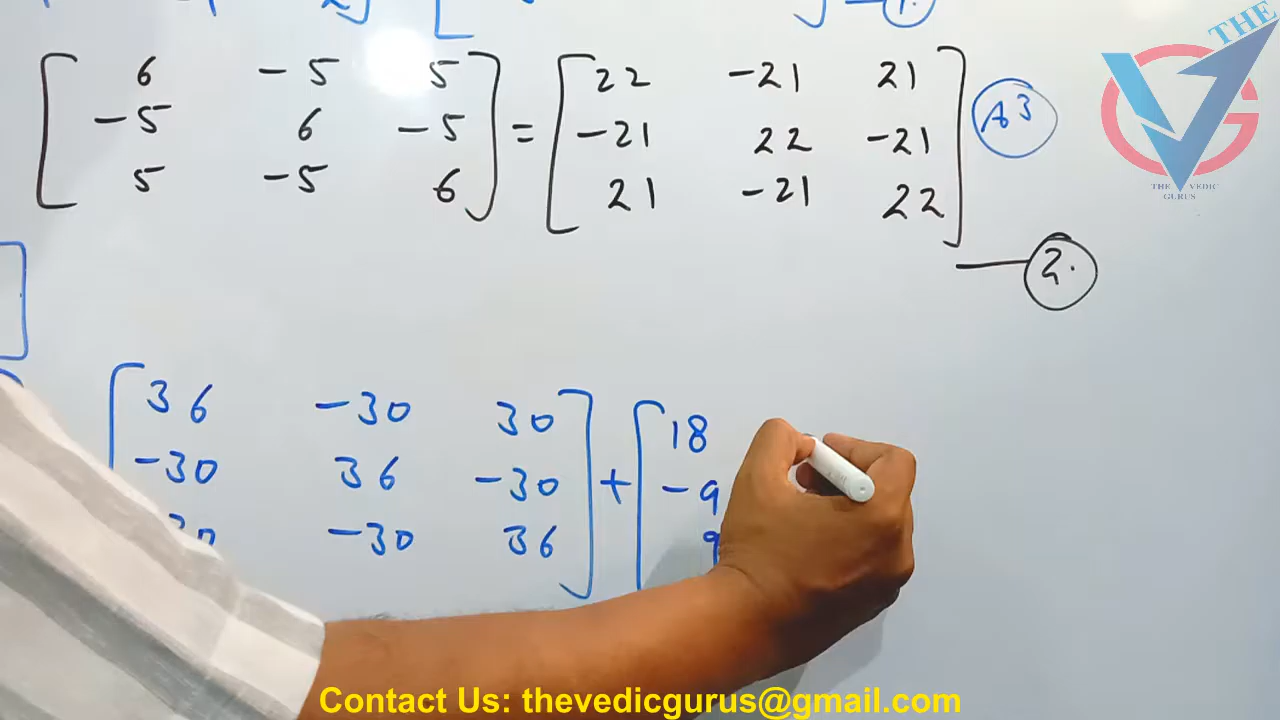 6 -5 5 22 -21 21
-5 6 -5 = -21 22 -21 A3
5 -5 6 21 -21 22
2.
36 -30 30 18
-30 36 -30 + -9
-30 36 9
THE
THE VEDIC
GURUS
Contact Us: thevedicgurus@gmail.com